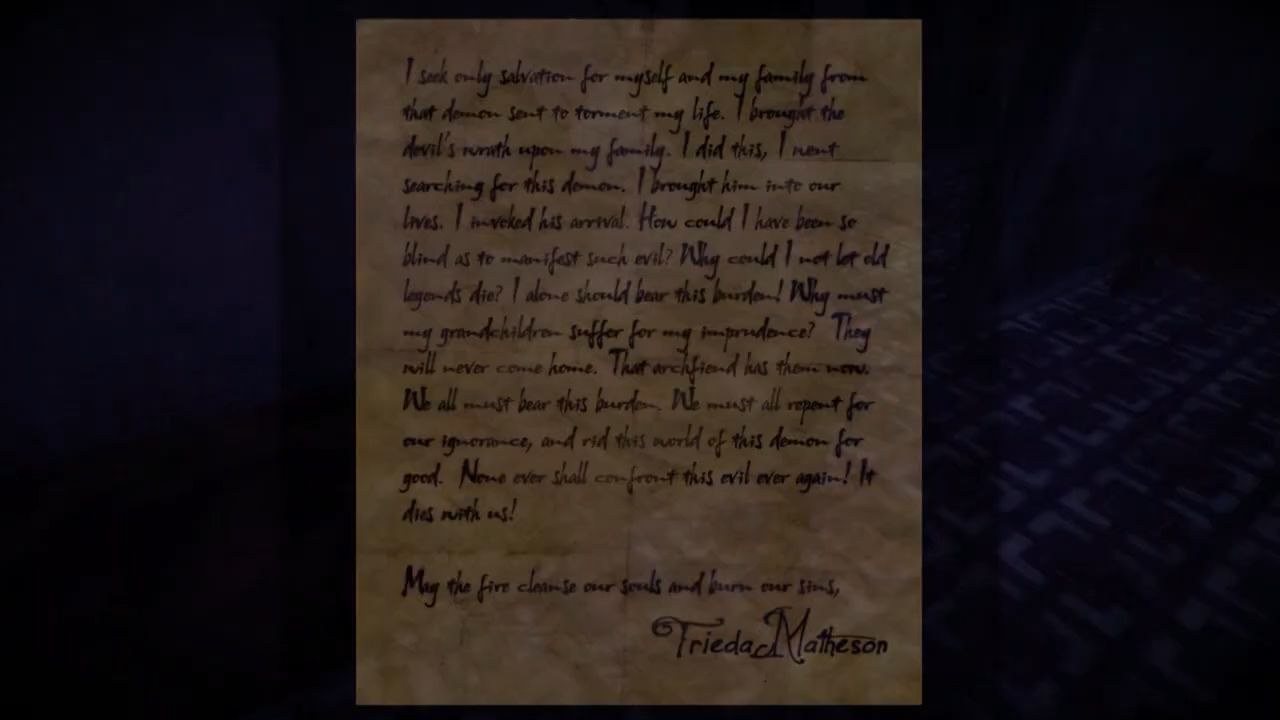 I seek only salvation for myself and my family from
that demon sent to torment my life. I brought the
devil's wrath upon my family. I did this, I went
searching for this demon. I brought him into our
lives. I invoked his arrival. How could I have been so
blind as to manifest such evil? Why could I not let old
legends die? I alone should bear this burden! Why must
my grandchildren suffer for my imprudence? They
will never come home. That archfiend has them now.
We all must bear this burden. We must all repent for
our ignorance, and rid this world of this demon for
good. None ever shall confront this evil ever again! It
dies with us!
May the fire cleanse our souls and burn our sins,
Frieda Matheson